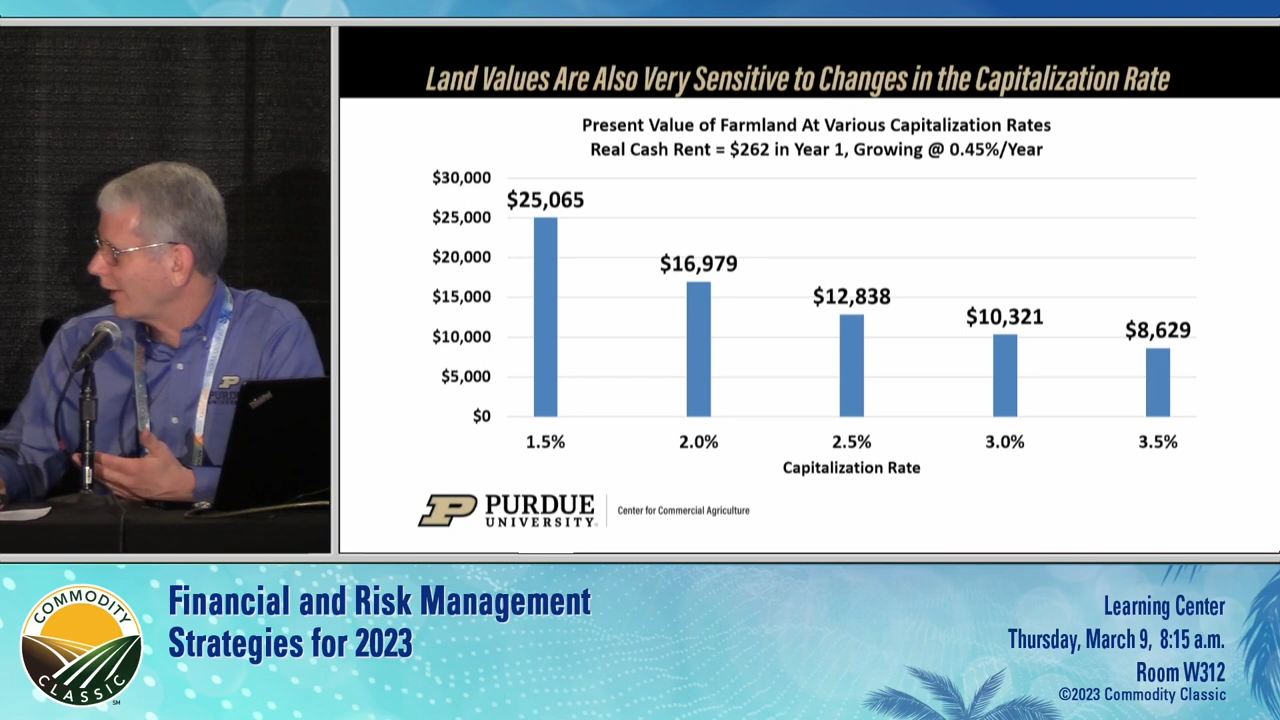 Land Values Are Also Very Sensitive to Changes in the Capitalization Rate
Present Value of Farmland At Various Capitalization Rates
Real Cash Rent = $262 in Year 1, Growing @ 0.45%/Year
$30,000
$25,000
$20,000
$15,000
$10,000
$5,000
$0
$25,065
$16,979
$12,838
$10,321
$8,629
1.5%
2.0%
2.5%
3.0%
3.5%
Capitalization Rate
P PURDUE
UNIVERSITY®
Center for Commercial Agriculture
P
PURDUE
COMMODITY
CLASSIC
SM
Financial and Risk Management
Strategies for 2023
Learning Center
Thursday, March 9, 8:15 a.m.
Room W312
©2023 Commodity Classic